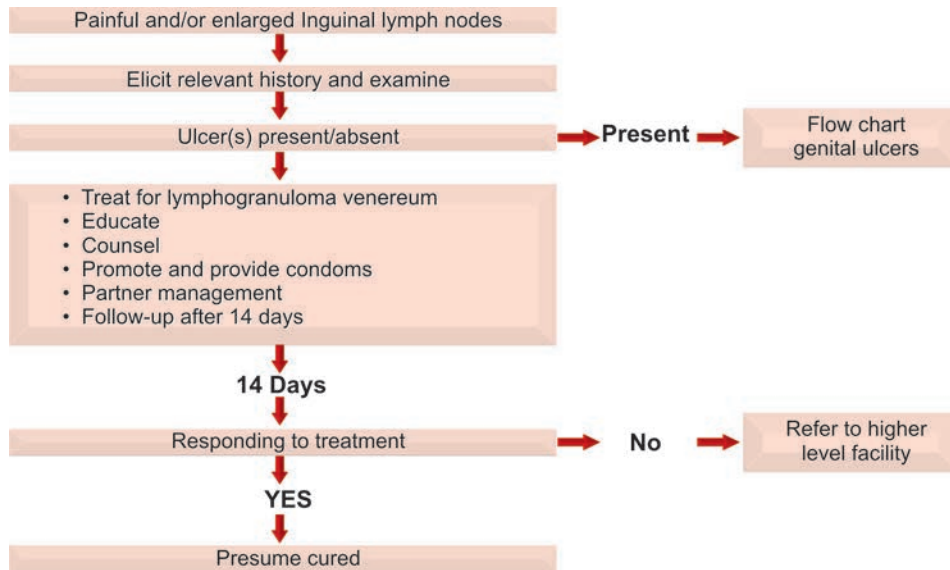 Painful and/or enlarged Inguinal lymph nodes
Elicit relevant history and examine
Ulcer(s) present/absent
Present
Flow chart
genital ulcers
• Treat for lymphogranuloma venereum
• Educate
• Counsel
• Promote and provide condoms
• Partner management
• Follow-up after 14 days
14 Days
Responding to treatment
No
Refer to higher
level facility
YES
Presume cured